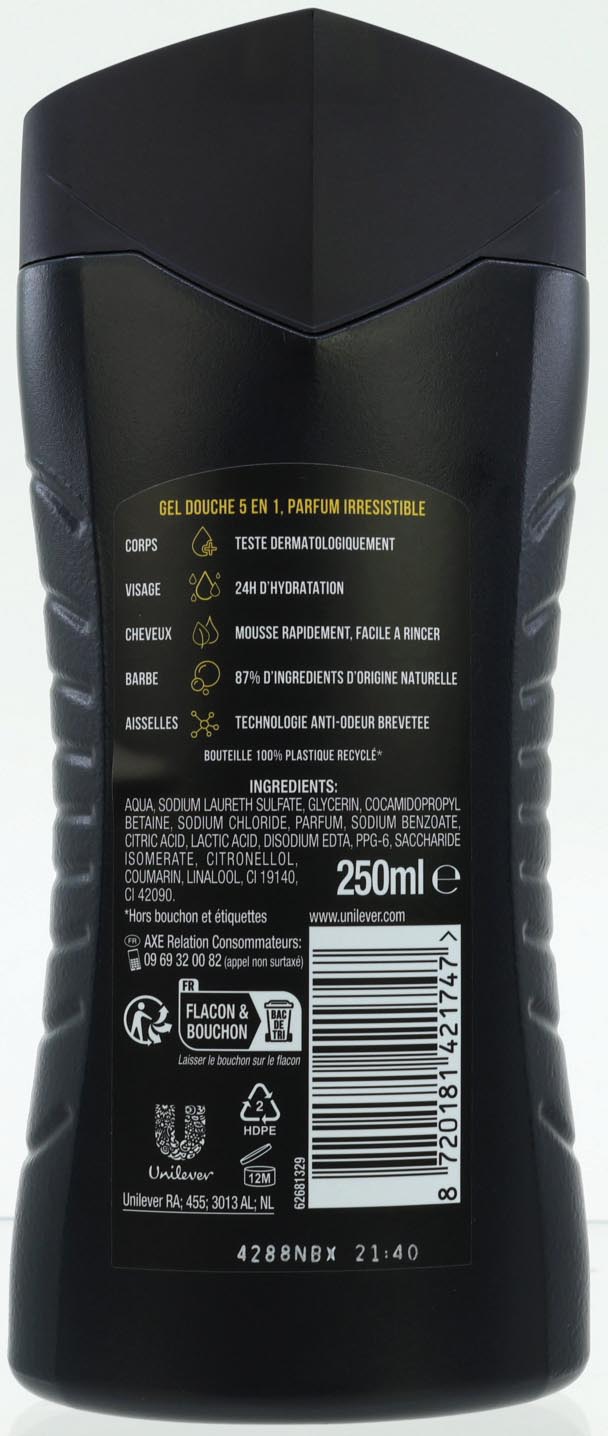 GEL DOUCHE 5 EN 1, PARFUM IRRESISTIBLE
CORPS TESTE DERMATOLOGIQUEMENT
VISAGE 24H D'HYDRATATION
CHEVEUX MOUSSE RAPIDEMENT, FACILE A RINCER
BARBE 87% D'INGREDIENTS D'ORIGINE NATURELLE
AISSELLES TECHNOLOGIE ANTI-ODEUR BREVETEE
BOUTEILLE 100% PLASTIQUE RECYCLÉ*
INGREDIENTS:
AQUA, SODIUM LAURETH SULFATE, GLYCERIN, COCAMIDOPROPYL
BETAINE, SODIUM CHLORIDE, PARFUM, SODIUM BENZOATE,
CITRIC ACID, LACTIC ACID, DISODIUM EDTA, PPG-6, SACCHARIDE
ISOMERATE, CITRONELLOL,
COUMARIN, LINALOOL, CI 19140,
CI 42090.
250ml e
*Hors bouchon et étiquettes
www.unilever.com
FR AXE Relation Consommateurs:
09 69 32 00 82 (appel non surtaxé)
FR
FLACON &
BOUCHON
BAC
DE
TRI
Laisser le bouchon sur le flacon
2
HDPE
Unilever
12M
Unilever RA; 455; 3013 AL; NL
62681329
8 720181 421747 >
4288NBX 21:40